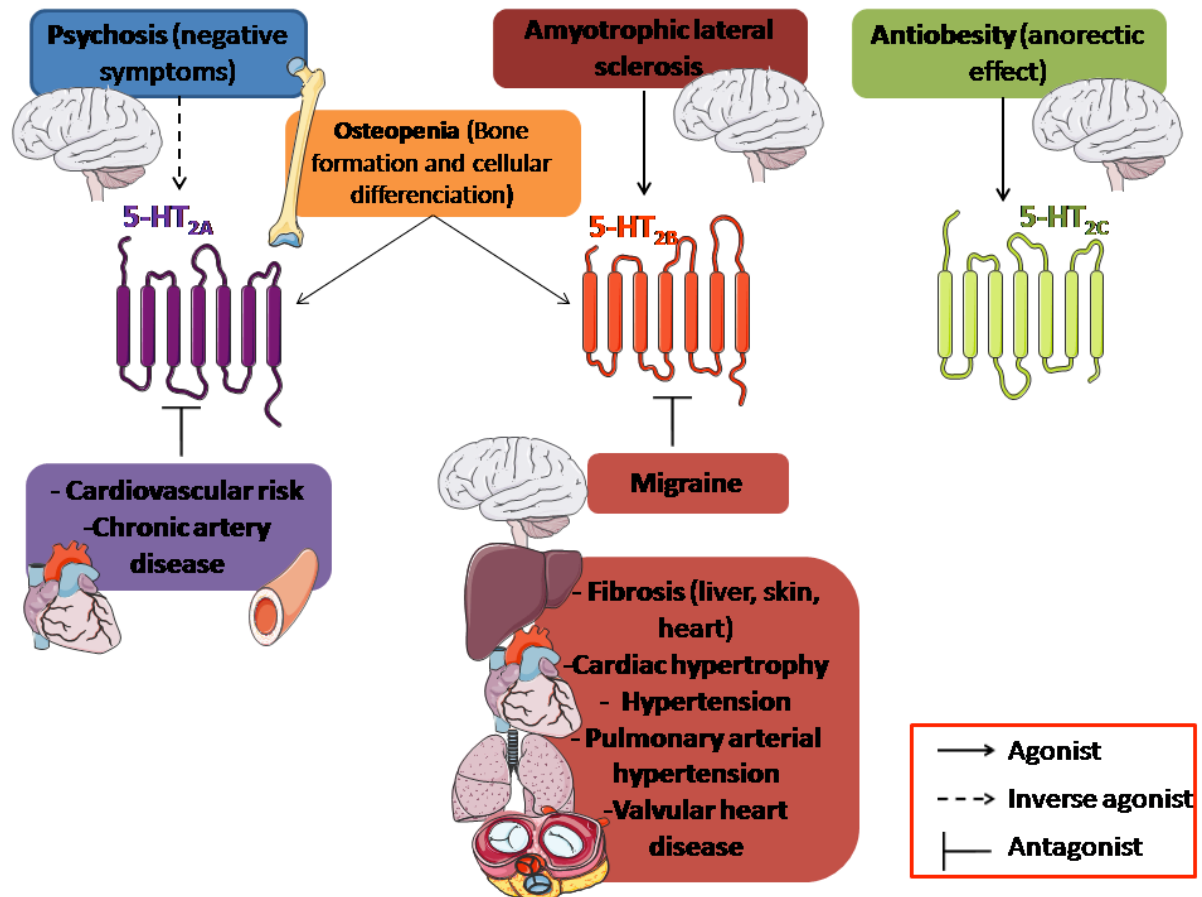 Psychosis (negative
symptoms)
Amyotrophic lateral
sclerosis
Antiobesity (anorectic
effect)
Osteopenia (Bone
formation and cellular
differenciation)
5-HT2A
5-HT2B
5-HT2C
- Cardiovascular risk
-Chronic artery
disease
Migraine
- Fibrosis (liver, skin,
heart)
-Cardiac hypertrophy
- Hypertension
- Pulmonary arterial
hypertension
-Valvular heart
disease
Agonist
Inverse agonist
Antagonist